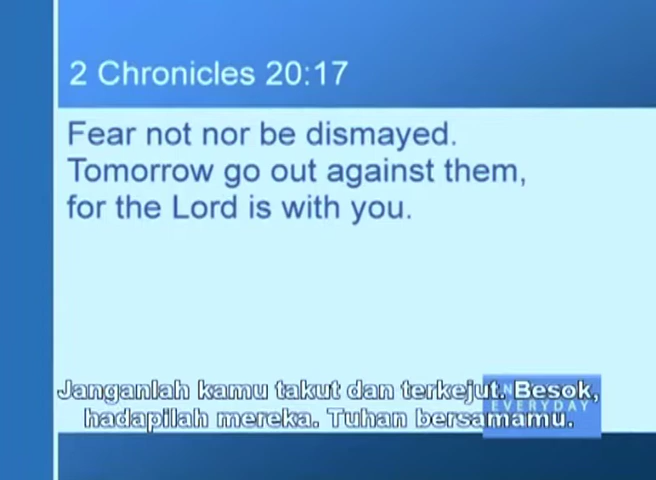 2 Chronicles 20:17
Fear not nor be dismayed.
Tomorrow go out against them,
for the Lord is with you.
Janganlah kamu takut dan terkejut. Besok,
EVERYDAY
hadapilah mereka. Tuhan bersamamu.